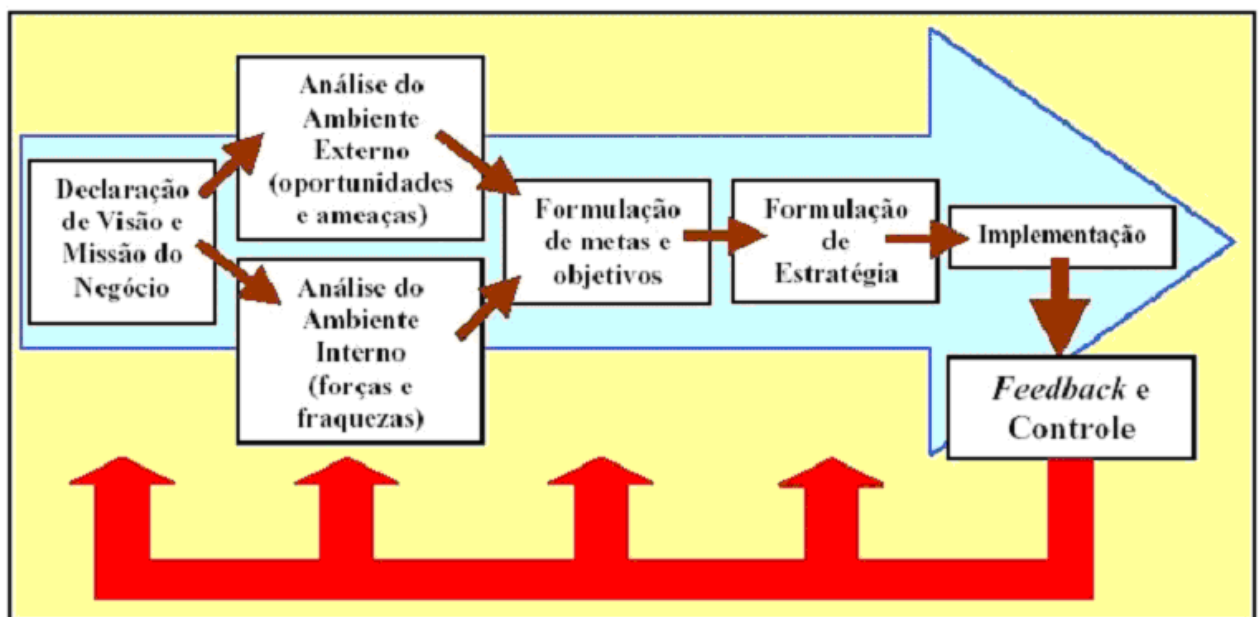 Declaração
de Visão e
Missão do
Negócio
Análise do
Ambiente
Externo
(oportunidades
e ameaças)
Análise do
Ambiente
Interno
(forças e
fraquezas)
Formulação
de metas e
objetivos
Formulação
de
Estratégia
Implementação
Feedback e
Controle